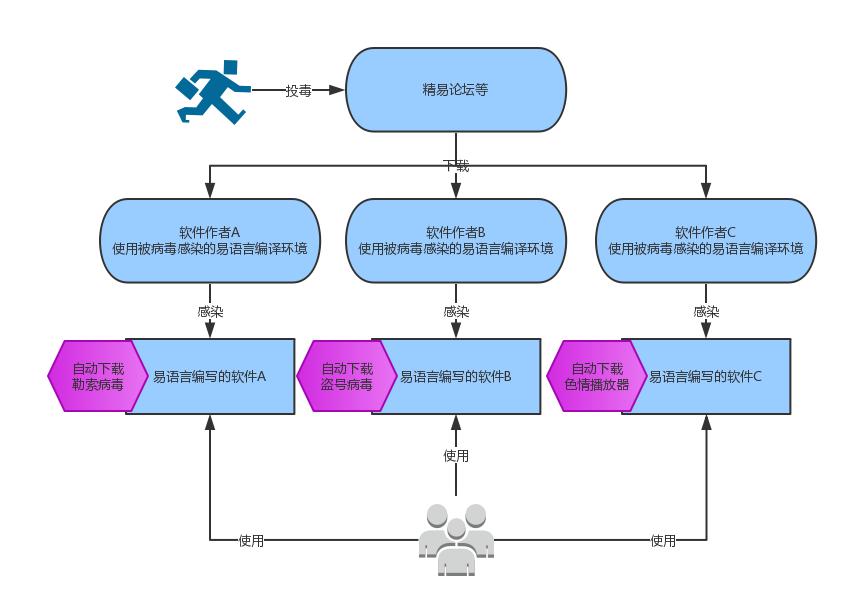 投毒
精易论坛等
下载
软件作者A
使用被病毒感染的易语言编译环境
软件作者B
使用被病毒感染的易语言编译环境
软件作者C
使用被病毒感染的易语言编译环境
感染
感染
感染
自动下载
勒索病毒
易语言编写的软件A
自动下载
盗号病毒
易语言编写的软件B
自动下载
色情播放器
易语言编写的软件C
使用
使用
使用